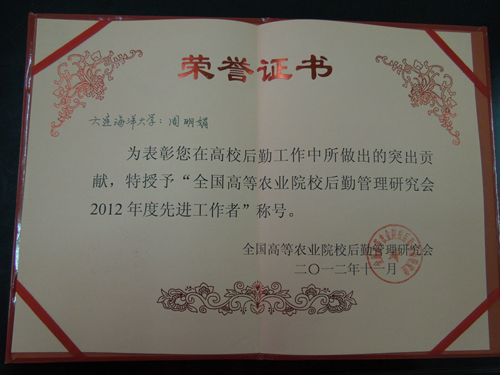 荣誉证书
大连海洋大学：周明娟
为表彰您在高校后勤工作中所做出的突出贡
献，特授予“全国高等农业院校后勤管理研究会
2012年度先进工作者”称号。
全国高等农业院校后勤管理研究会
二〇一二年十一月